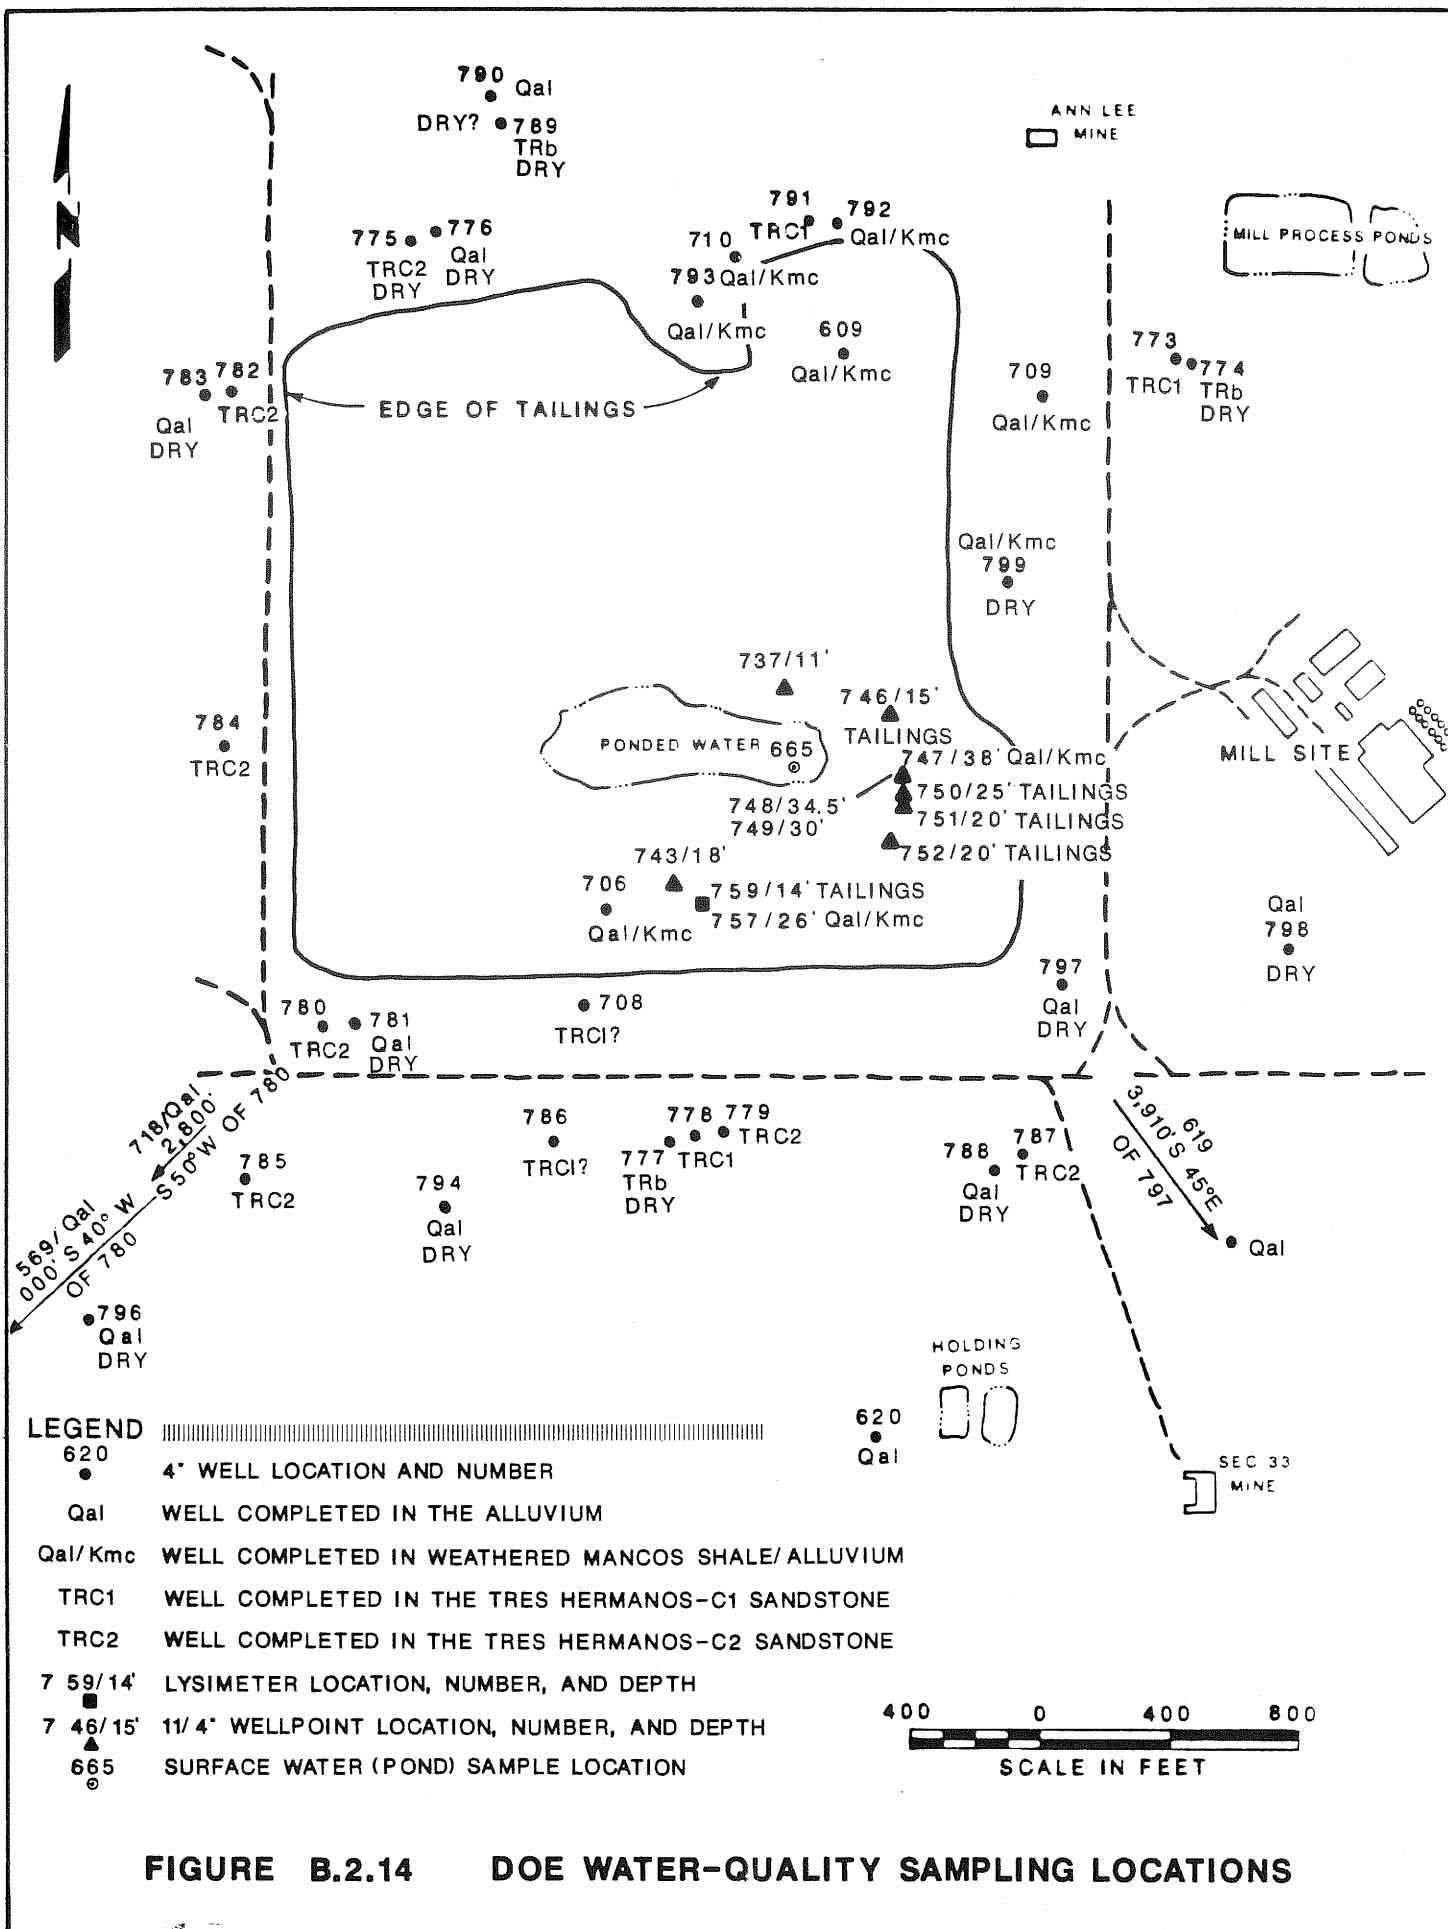 790
Qal
DRY?
789
TRb
DRY
ANN LEE
MINE
N
791
TRC1
792
Qal/Kmc
775
TRC2
DRY
776
Qal
DRY
710
Qal/Kmc
793
Qal/Kmc
MILL PROCESS PONDS
609
Qal/Kmc
709
Qal/Kmc
773
TRC1
774
TRb
DRY
783
Qal
DRY
782
TRC2
EDGE OF TAILINGS
Qal/Kmc
799
DRY
737/11'
746/15'
TAILINGS
784
TRC2
PONDED WATER
665
747/38' Qal/Kmc
750/25' TAILINGS
748/34.5'
749/30'
751/20' TAILINGS
752/20' TAILINGS
MILL SITE
743/18'
706
Qal/Kmc
759/14' TAILINGS
757/26' Qal/Kmc
Qal
798
DRY
797
Qal
DRY
780
TRC2
781
Qal
DRY
708
TRCI?
718/Qal
2,800'
S 50° W OF 780
569/Qal
000' S 40° W
OF 780
785
TRC2
794
Qal
DRY
786
TRCI?
777
TRb
DRY
778
TRC1
779
TRC2
788
Qal
DRY
787
TRC2
619
3,910' S 45°E
OF 797
Qal
796
Qal
DRY
HOLDING
PONDS
620
Qal
SEC 33
MINE
LEGEND
620
4" WELL LOCATION AND NUMBER
Qal WELL COMPLETED IN THE ALLUVIUM
Qal/Kmc WELL COMPLETED IN WEATHERED MANCOS SHALE/ALLUVIUM
TRC1 WELL COMPLETED IN THE TRES HERMANOS-C1 SANDSTONE
TRC2 WELL COMPLETED IN THE TRES HERMANOS-C2 SANDSTONE
7 59/14' LYSIMETER LOCATION, NUMBER, AND DEPTH
7 46/15' 11/4" WELLPOINT LOCATION, NUMBER, AND DEPTH
665 SURFACE WATER (POND) SAMPLE LOCATION
400 0 400 800
SCALE IN FEET
FIGURE B.2.14 DOE WATER-QUALITY SAMPLING LOCATIONS